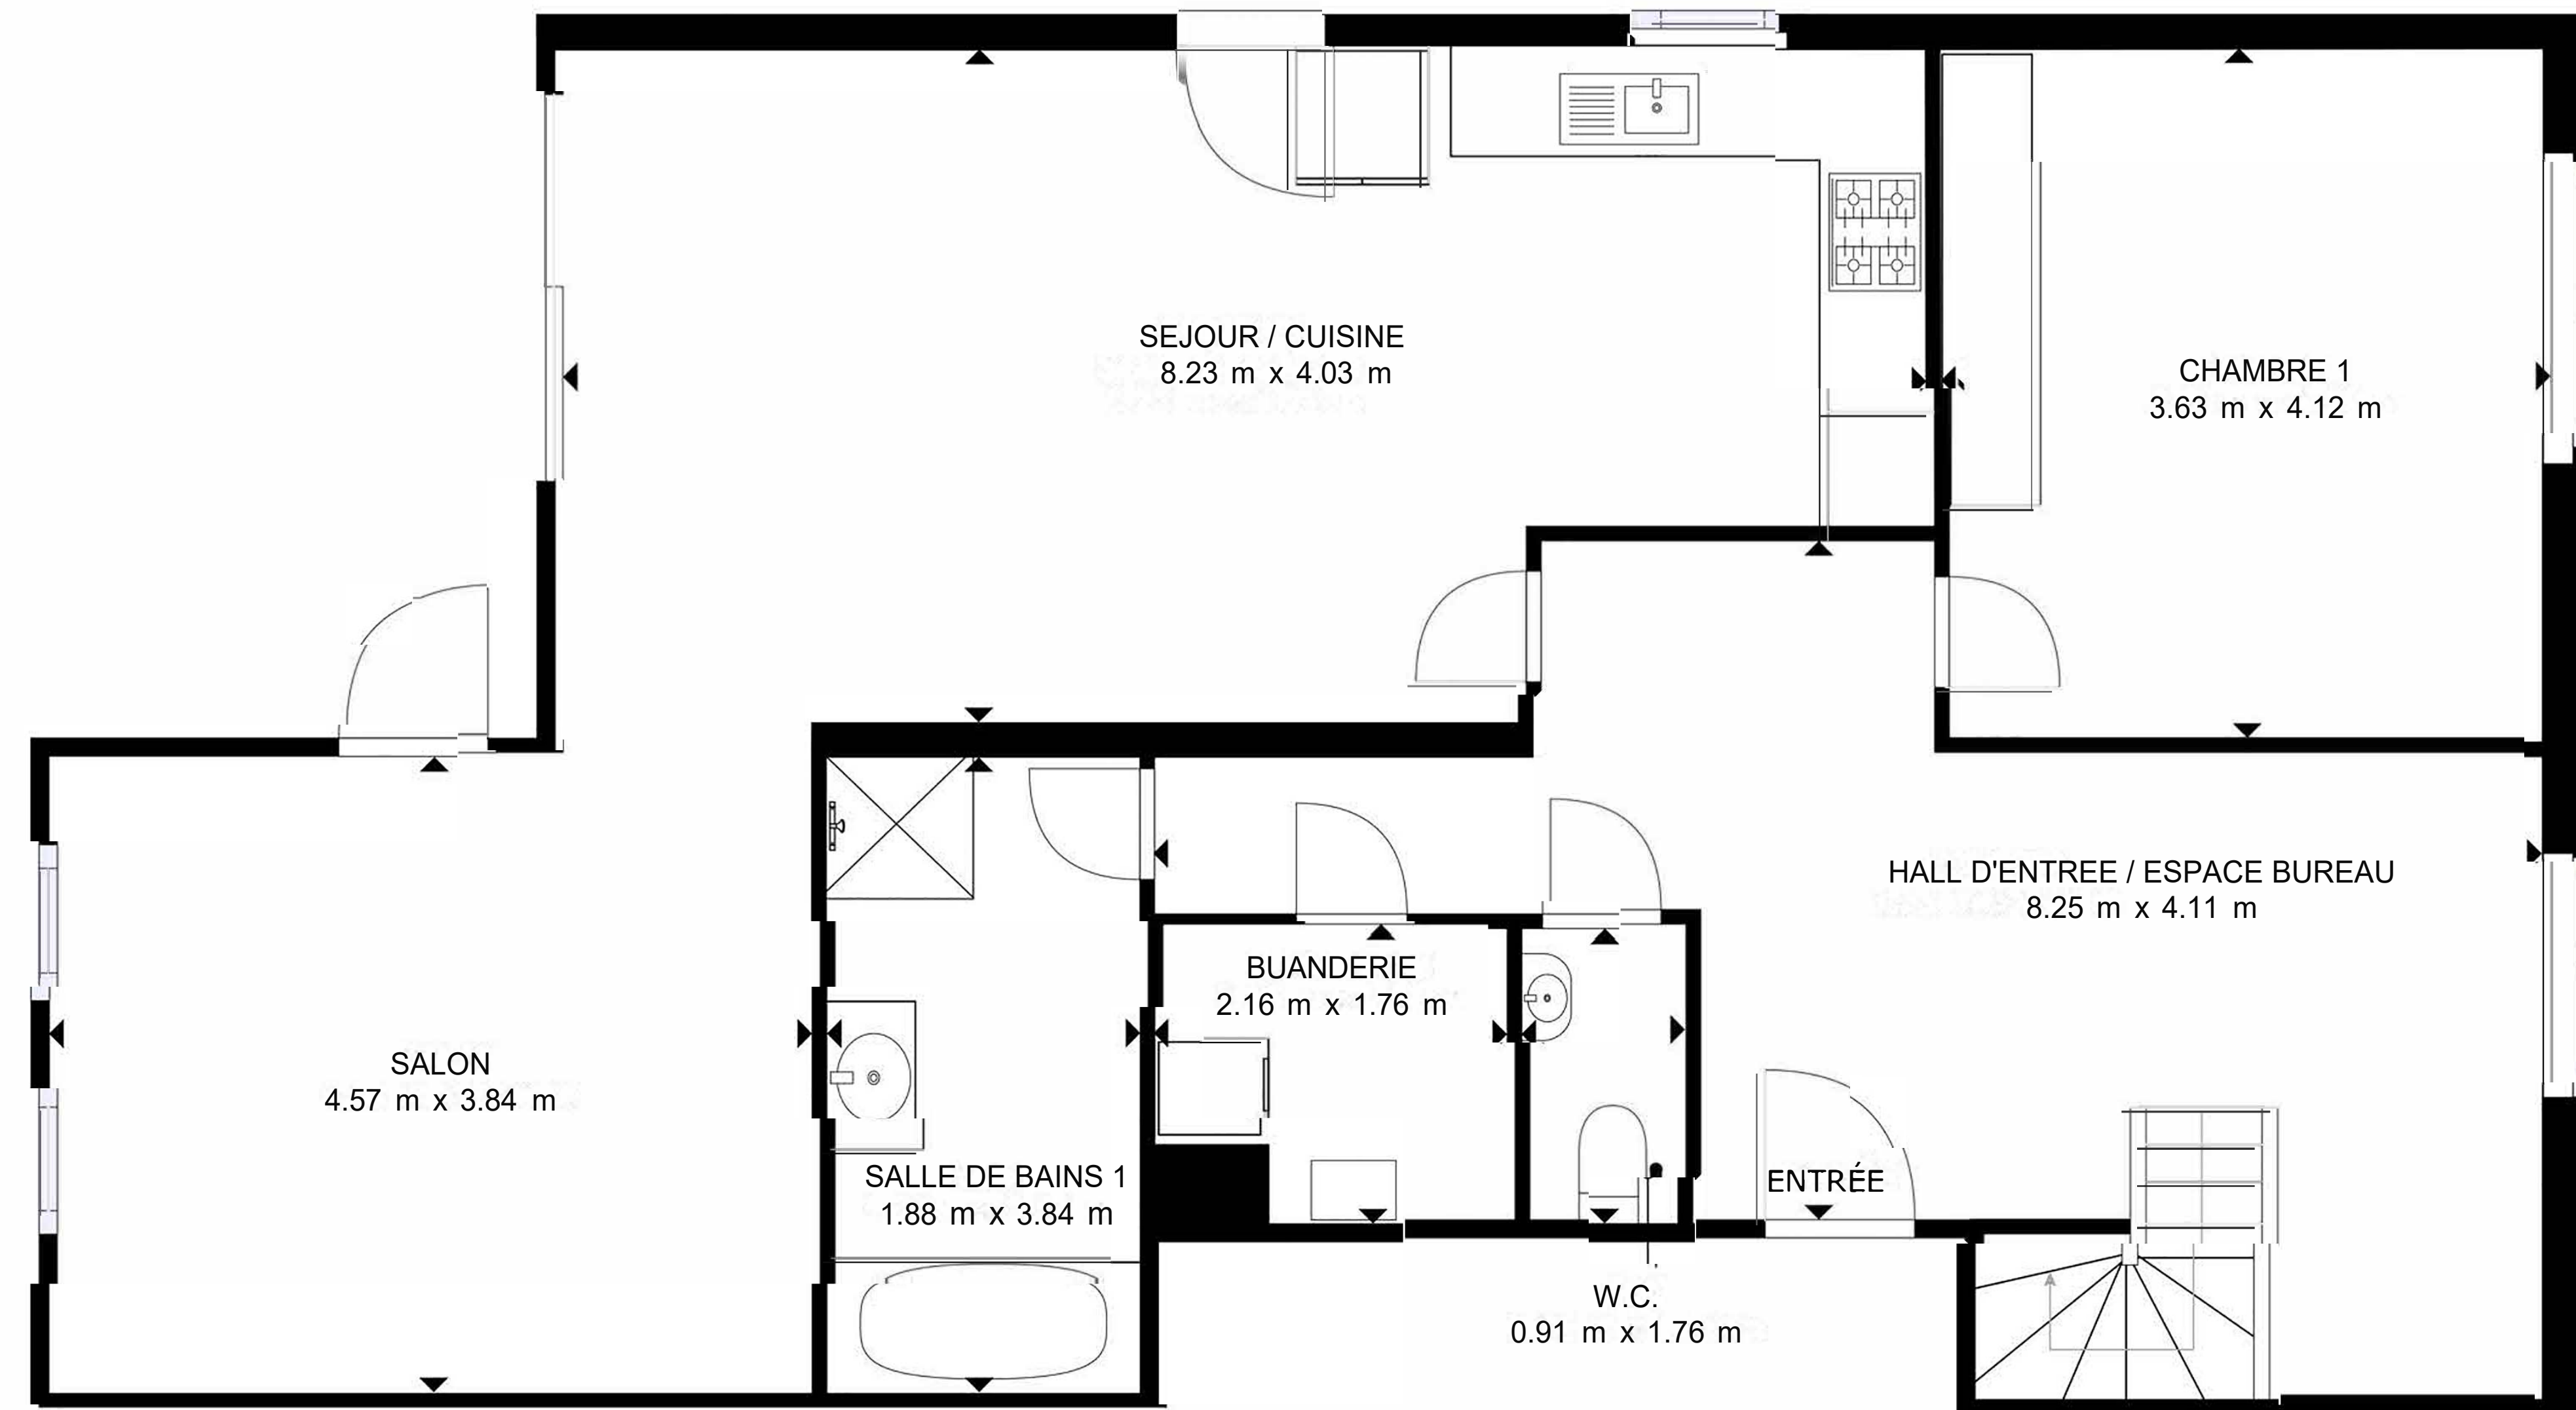 SEJOUR / CUISINE
8.23 m x 4.03 m
CHAMBRE 1
3.63 m x 4.12 m
HALL D'ENTREE / ESPACE BUREAU
8.25 m x 4.11 m
BUANDERIE
2.16 m x 1.76 m
SALON
4.57 m x 3.84 m
SALLE DE BAINS 1
1.88 m x 3.84 m
ENTRÉE
W.C.
0.91 m x 1.76 m